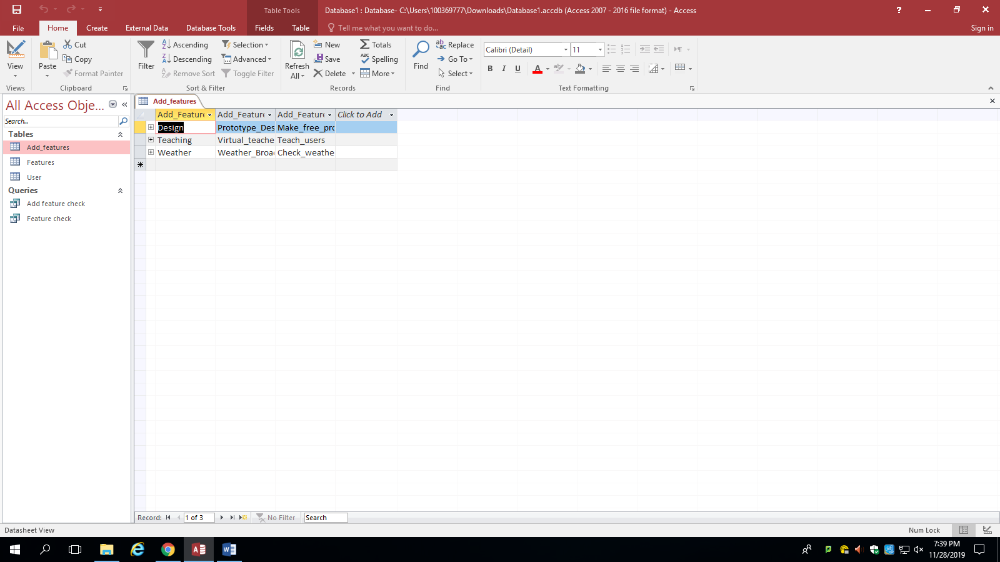 Table Tools
Database1 : Database- C:\Users\100369777\Downloads\Database1.accdb (Access 2007 - 2016 file format) - Access
?
File
Home
Create
External Data
Database Tools
Fields
Table
Tell me what you want to do...
Sign in
View
Views
Paste
Cut
Copy
Format Painter
Clipboard
Filter
Ascending
Descending
Remove Sort
Selection
Advanced
Toggle Filter
Sort & Filter
Refresh
All
New
Save
Delete
Totals
Spelling
More
Records
Find
Replace
Go To
Select
Find
Calibri (Detail)
11
B I U
Text Formatting
All Access Obje...
Search...
Tables
Add_features
Features
User
Queries
Add feature check
Feature check
Add_features
Add_Feature Add_Feature Add_Feature Click to Add
Design Prototype_Des Make_free_pro
Teaching Virtual_teache Teach_users
Weather Weather_Broad Check_weathe
Record: 1 of 3 No Filter Search
Datasheet View
Num Lock
7:39 PM
11/28/2019